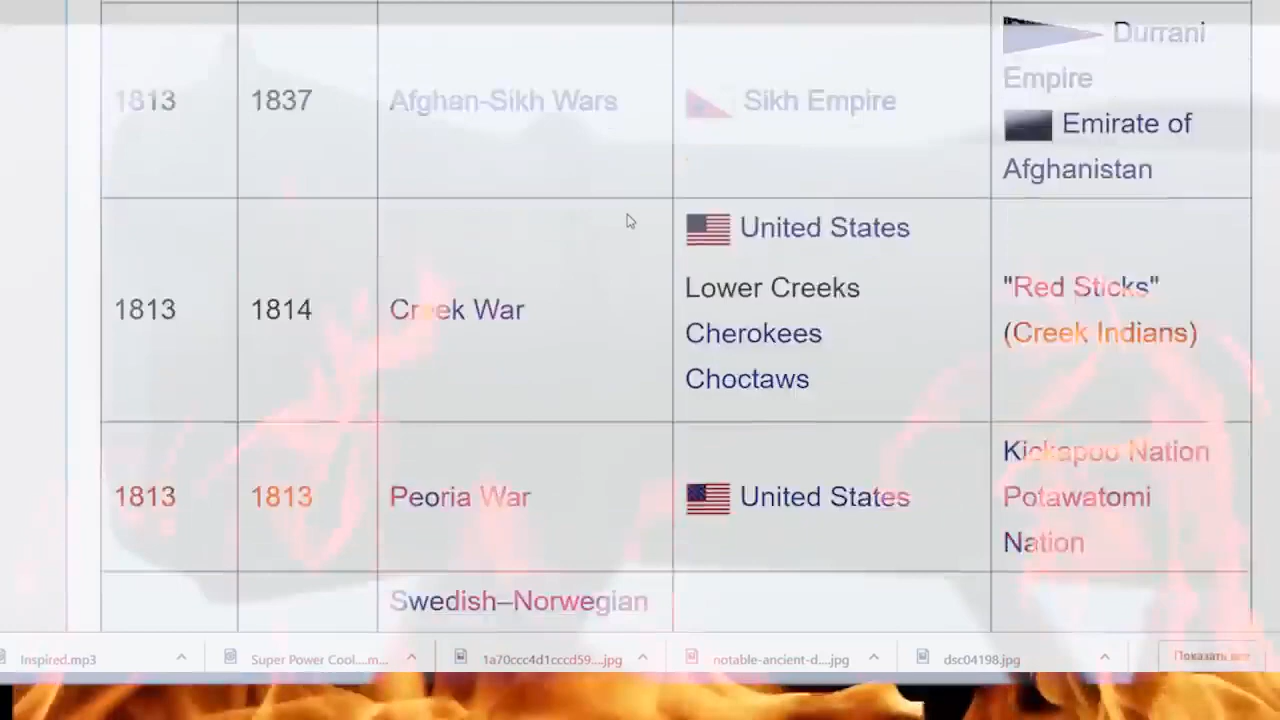 Durrani
Empire
1813 1837 Afghan-Sikh Wars Sikh Empire
Emirate of
Afghanistan
United States
Lower Creeks "Red Sticks"
1813 1814 Creek War
Cherokees (Creek Indians)
Choctaws
Kickapoo Nation
1813 1813 Peoria War United States Potawatomi
Nation
Swedish–Norwegian
Inspired.mp3 Super Power Cool....m... 1a70ccc4d1cccd59....jpg notable-ancient-d....jpg dsc04198.jpg Показать все